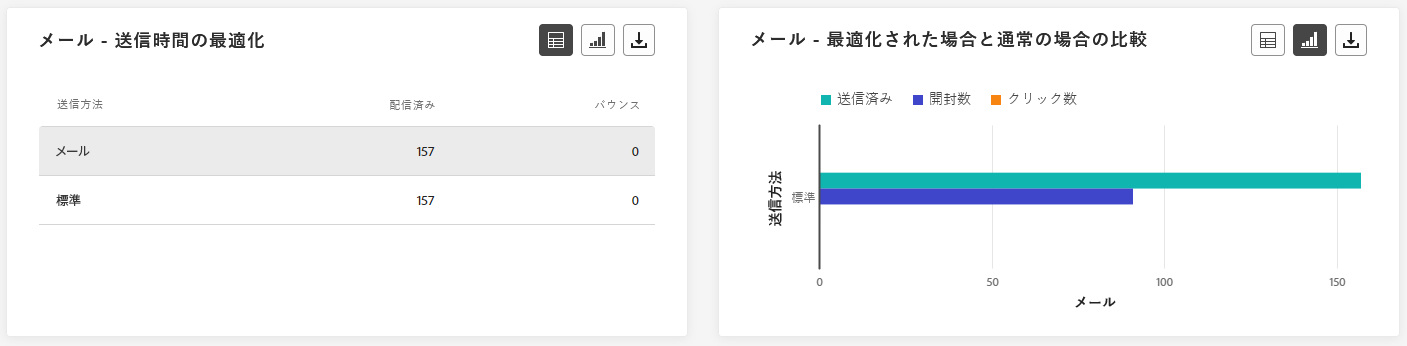 メール - 送信時間の最適化
送信方法 配信済み バウンス
メール 157 0
標準 157 0
メール - 最適化された場合と通常の場合の比較
送信済み 開封数 クリック数
送信方法
標準
0 50 100 150
メール